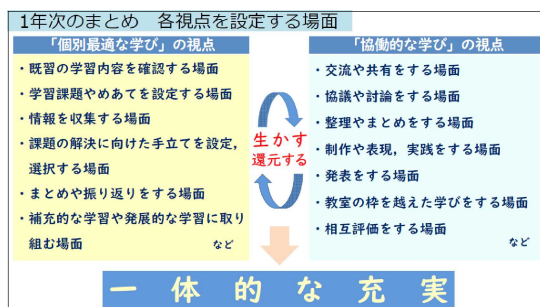 1年次のまとめ 各視点を設定する場面
「個別最適な学び」の視点
・既習の学習内容を確認する場面
・学習課題やめあてを設定する場面
・情報を収集する場面
・課題の解決に向けた手立てを設定,
選択する場面
・まとめや振り返りをする場面
・補充的な学習や発展的な学習に取り
組む場面
など
生かす
還元する
「協働的な学び」の視点
・交流や共有をする場面
・協議や討論をする場面
・整理やまとめをする場面
・制作や表現,実践をする場面
・発表をする場面
・教室の枠を越えた学びをする場面
・相互評価をする場面
など
一体的な充実